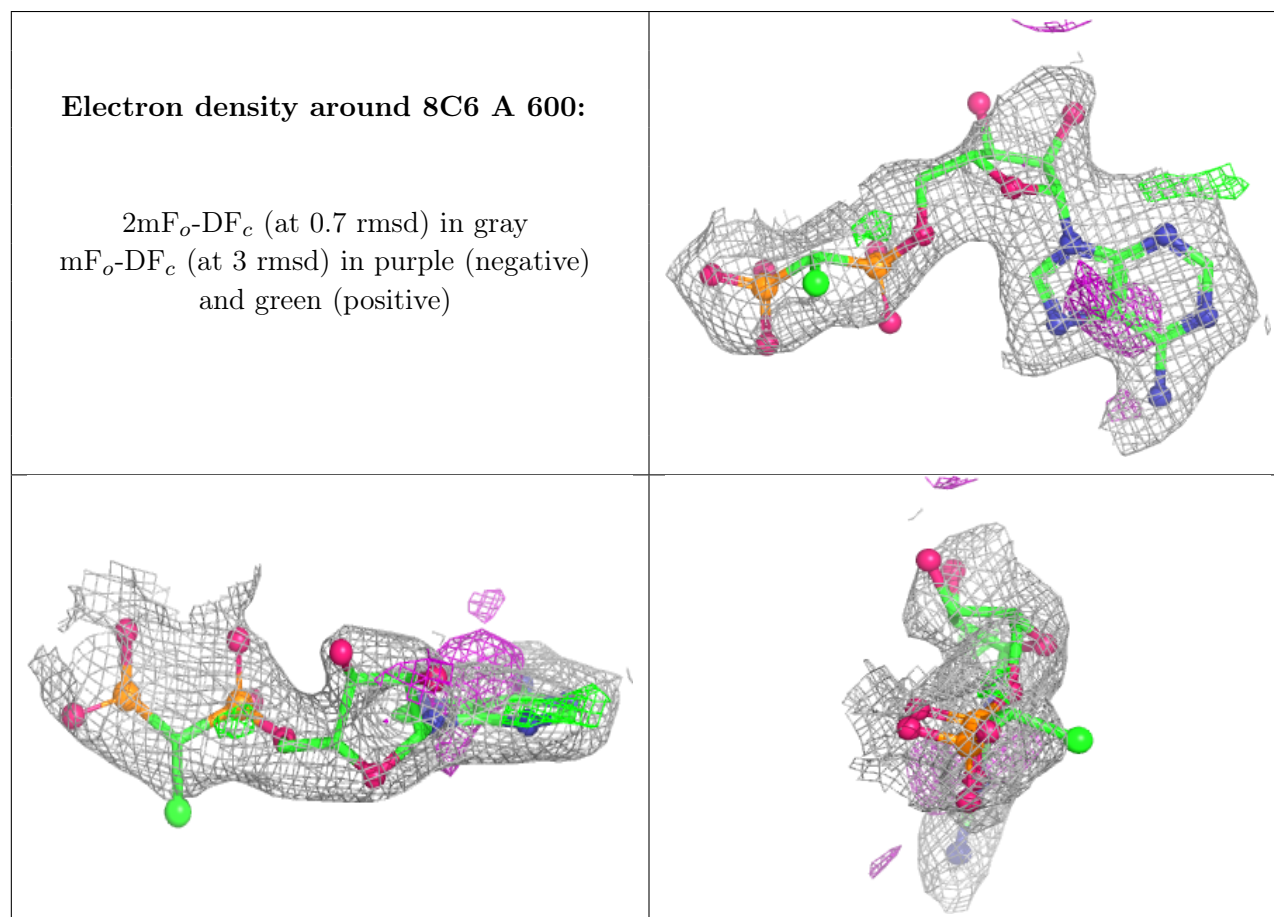 Electron density around 8C6 A 600:
2mFo-DFc (at 0.7 rmsd) in gray
mFo-DFc (at 3 rmsd) in purple (negative)
and green (positive)